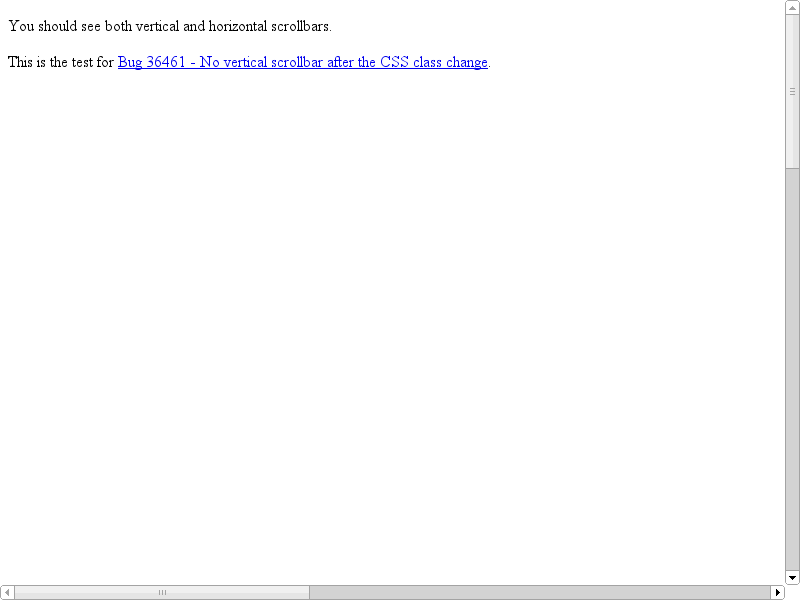 You should see both vertical and horizontal scrollbars.
This is the test for Bug 36461 - No vertical scrollbar after the CSS class change.